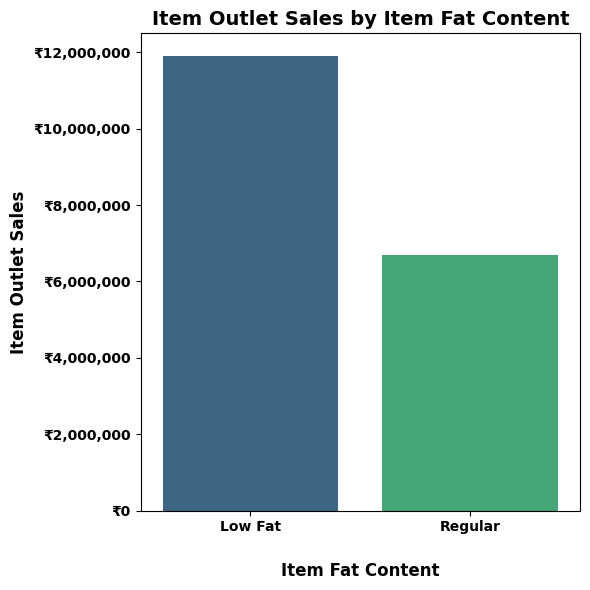 Item Outlet Sales by Item Fat Content
₹12,000,000
₹10,000,000
₹8,000,000
₹6,000,000
₹4,000,000
₹2,000,000
₹0
Item Outlet Sales
Low Fat
Regular
Item Fat Content